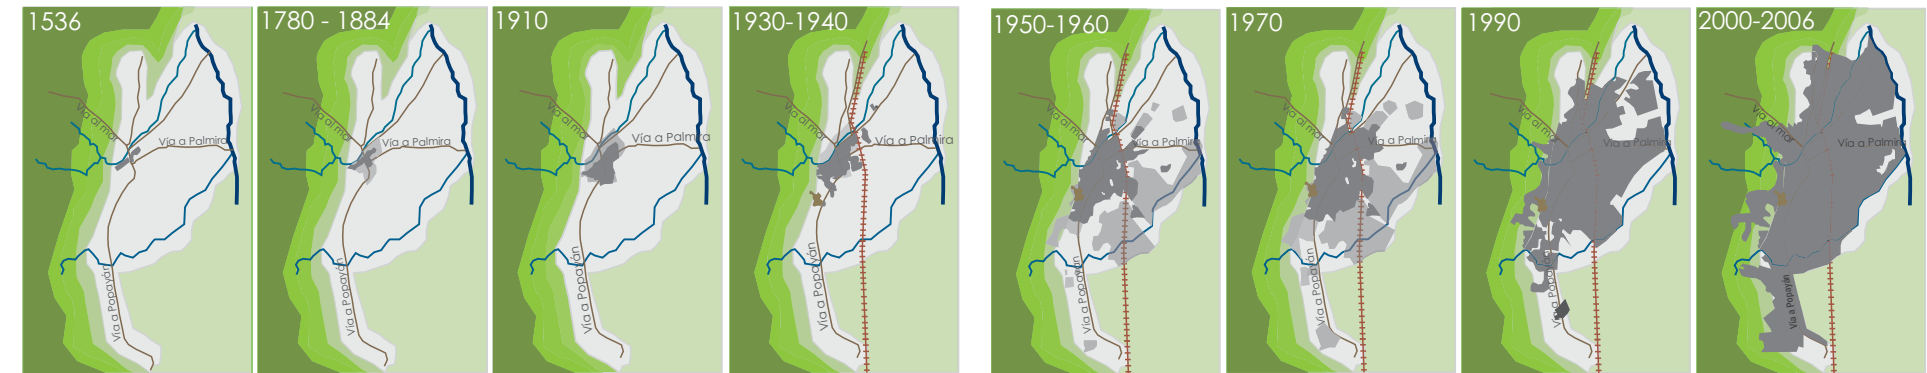 1536
Vía al mar
Vía a Palmira
Vía a Popayán
1780 - 1884
Vía al mar
Vía a Palmira
Vía a Popayán
1910
Vía al mar
Vía a Palmira
Vía a Popayán
1930-1940
Vía al mar
Vía a Palmira
Vía a Popayán
1950-1960
Vía al mar
Vía a Palmira
Vía a Popayán
1970
Vía al mar
Vía a Palmira
Vía a Popayán
1990
Vía al mar
Vía a Palmira
Vía a Popayán
2000-2006
Vía al mar
Vía a Palmira
Vía a Popayán